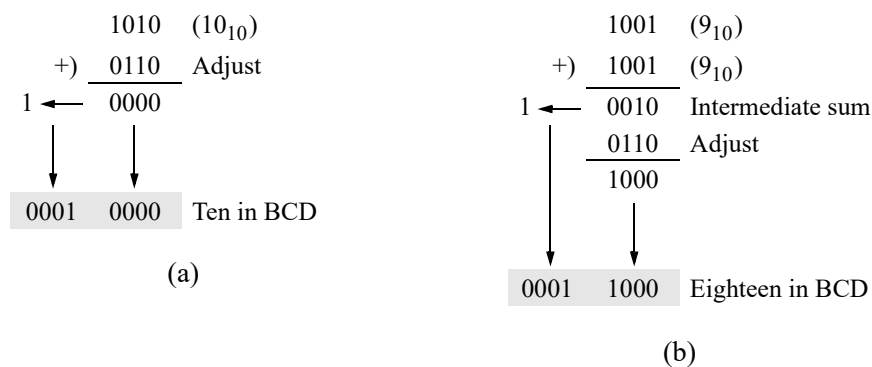 1010 (10₁₀)
+) 0110 Adjust
1 0000
0001 0000 Ten in BCD
(a)
1001 (9₁₀)
+) 1001 (9₁₀)
1 0010 Intermediate sum
0110 Adjust
1000
0001 1000 Eighteen in BCD
(b)